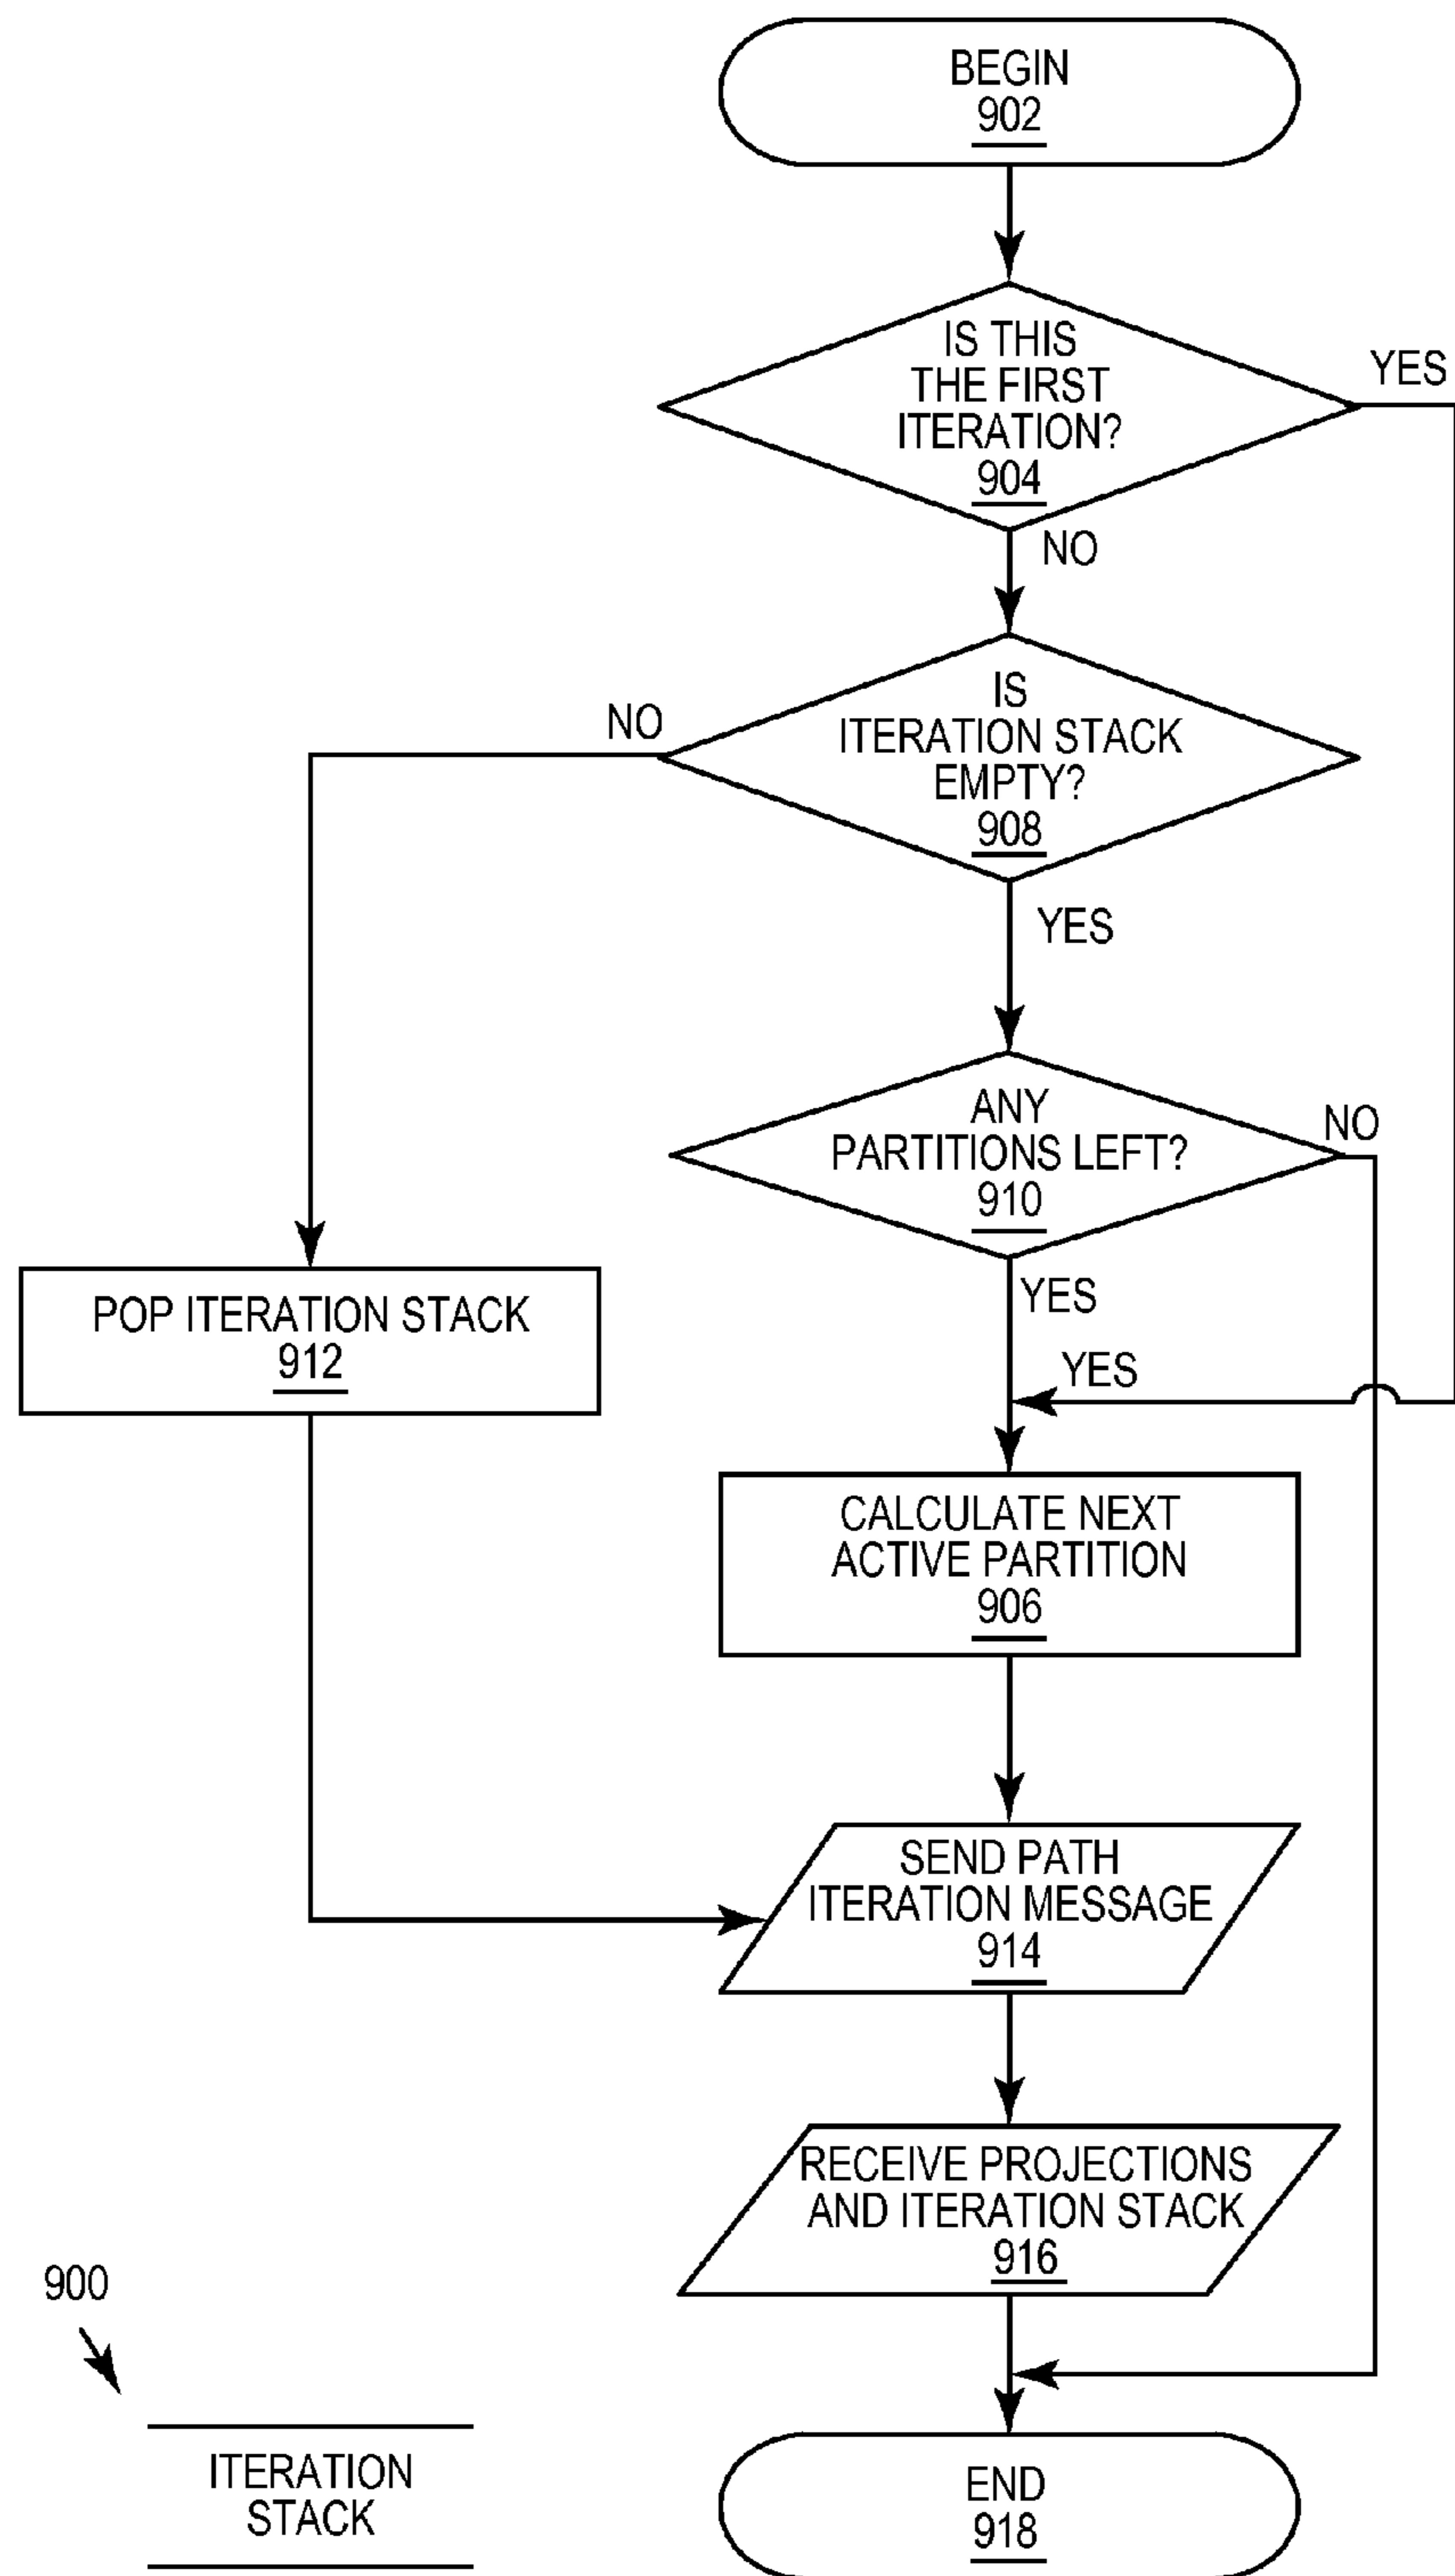 BEGIN
902
IS THIS
THE FIRST
ITERATION?
904
YES
NO
IS
ITERATION STACK
EMPTY?
908
NO
YES
ANY
PARTITIONS LEFT?
910
NO
YES
YES
POP ITERATION STACK
912
CALCULATE NEXT
ACTIVE PARTITION
906
SEND PATH
ITERATION MESSAGE
914
RECEIVE PROJECTIONS
AND ITERATION STACK
916
900
ITERATION
STACK
END
918